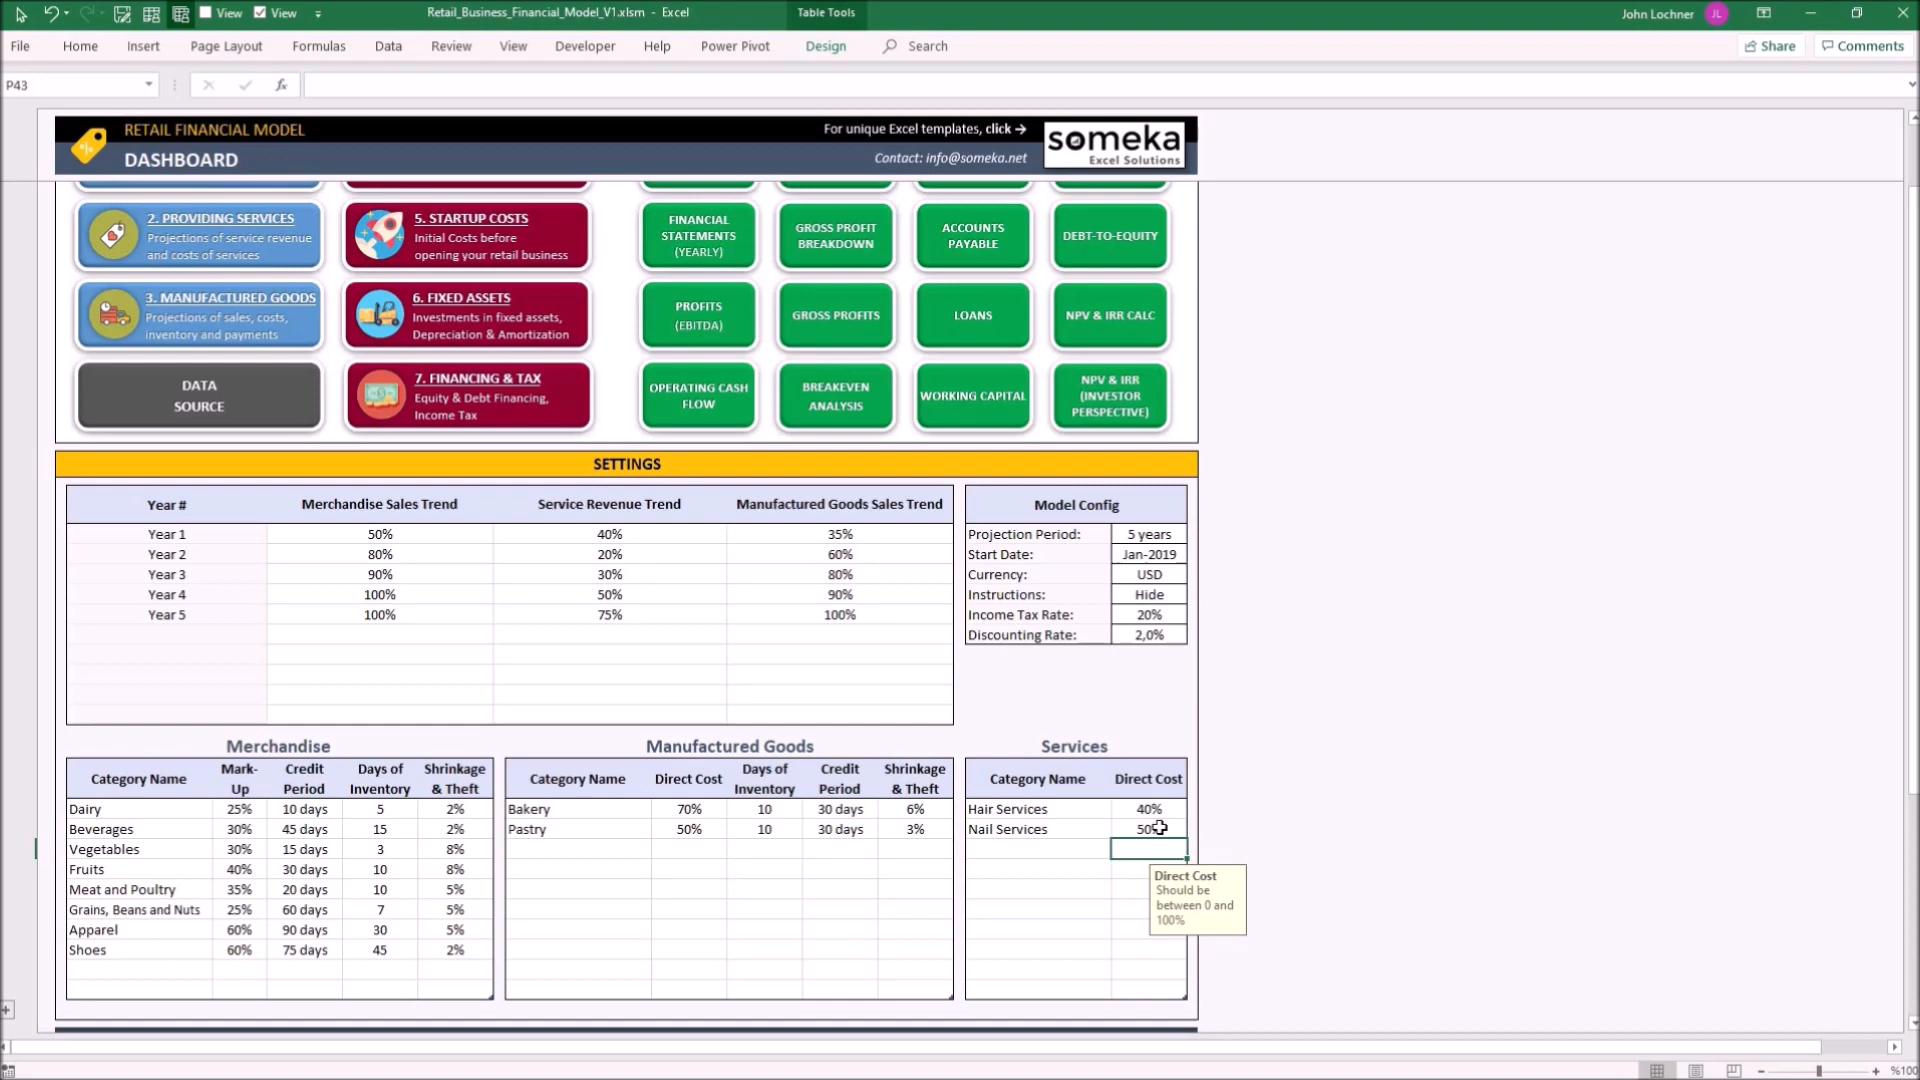 View
View
Retail_Business_Financial_Model_V1.xlsm - Excel
Table Tools
John Lochner
JL
File
Home
Insert
Page Layout
Formulas
Data
Review
View
Developer
Help
Power Pivot
Design
Search
Share
Comments
P43
fx
RETAIL FINANCIAL MODEL
DASHBOARD
For unique Excel templates, click →
Contact: info@someka.net
someka
Excel Solutions
2. PROVIDING SERVICES
Projections of service revenue
and costs of services
5. STARTUP COSTS
Initial Costs before
opening your retail business
FINANCIAL
STATEMENTS
(YEARLY)
GROSS PROFIT
BREAKDOWN
ACCOUNTS
PAYABLE
DEBT-TO-EQUITY
3. MANUFACTURED GOODS
Projections of sales, costs,
inventory and payments
6. FIXED ASSETS
Investments in fixed assets,
Depreciation & Amortization
PROFITS
(EBITDA)
GROSS PROFITS
LOANS
NPV & IRR CALC
DATA
SOURCE
7. FINANCING & TAX
Equity & Debt Financing,
Income Tax
OPERATING CASH
FLOW
BREAKEVEN
ANALYSIS
WORKING CAPITAL
NPV & IRR
(INVESTOR
PERSPECTIVE)
SETTINGS
Year # Merchandise Sales Trend Service Revenue Trend Manufactured Goods Sales Trend
Year 1 50% 40% 35%
Year 2 80% 20% 60%
Year 3 90% 30% 80%
Year 4 100% 50% 90%
Year 5 100% 75% 100%
Model Config
Projection Period: 5 years
Start Date: Jan-2019
Currency: USD
Instructions: Hide
Income Tax Rate: 20%
Discounting Rate: 2,0%
Merchandise
Category Name Mark-Up Credit Period Days of Inventory Shrinkage & Theft
Dairy 25% 10 days 5 2%
Beverages 30% 45 days 15 2%
Vegetables 30% 15 days 3 8%
Fruits 40% 30 days 10 8%
Meat and Poultry 35% 20 days 10 5%
Grains, Beans and Nuts 25% 60 days 7 5%
Apparel 60% 90 days 30 5%
Shoes 60% 75 days 45 2%
Manufactured Goods
Category Name Direct Cost Days of Inventory Credit Period Shrinkage & Theft
Bakery 70% 10 30 days 6%
Pastry 50% 10 30 days 3%
Services
Category Name Direct Cost
Hair Services 40%
Nail Services 50%
Direct Cost
Should be
between 0 and
100%
%100